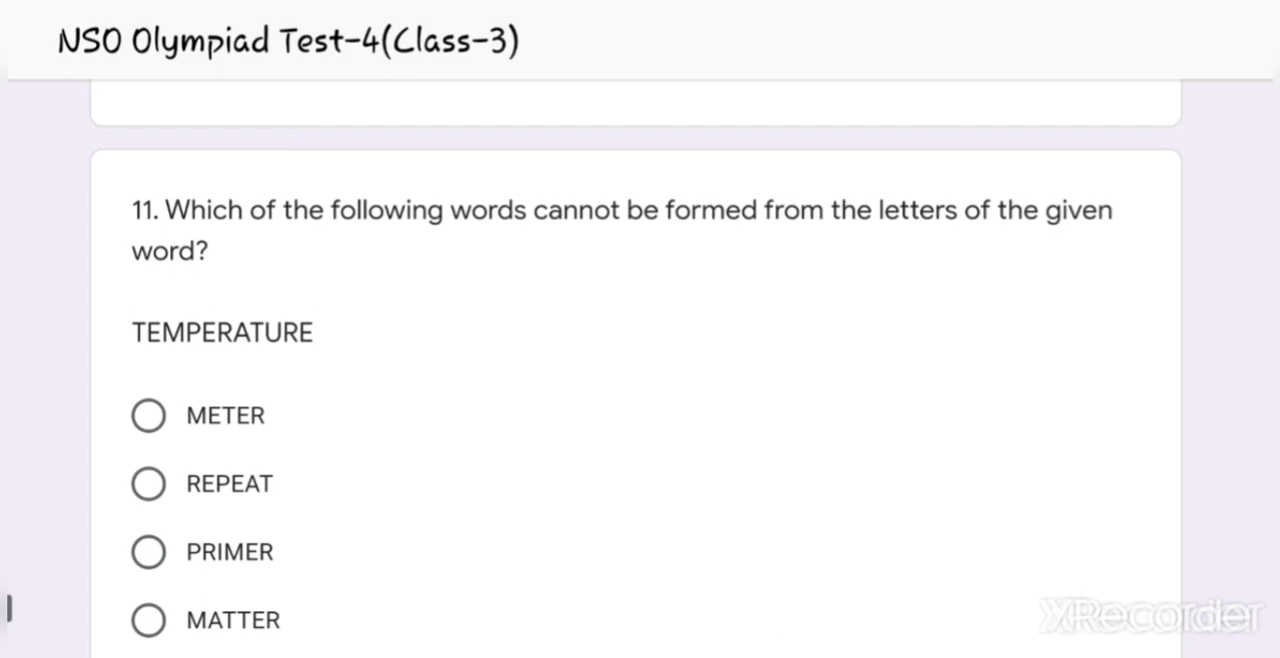 NSO Olympiad Test-4(Class-3)
11. Which of the following words cannot be formed from the letters of the given
word?
TEMPERATURE
METER
REPEAT
PRIMER
MATTER
XRecorder